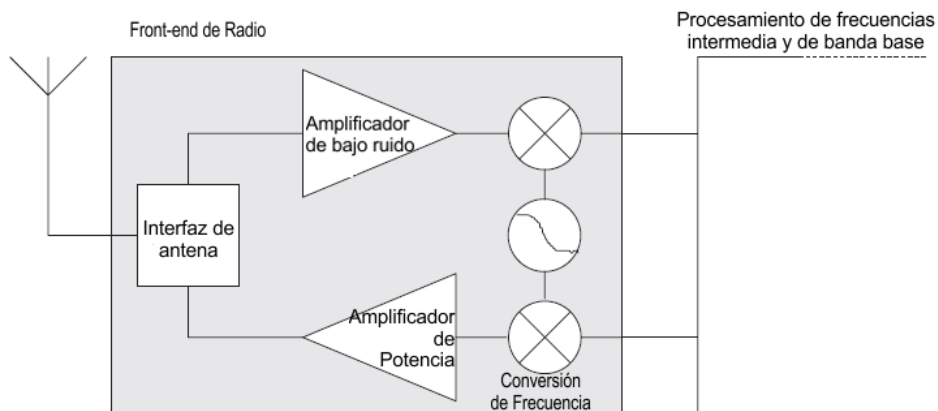 Front-end de Radio
Procesamiento de frecuencias
intermedia y de banda base
Amplificador
de bajo ruido
Interfaz de
antena
Amplificador
de
Potencia
Conversión
de Frecuencia